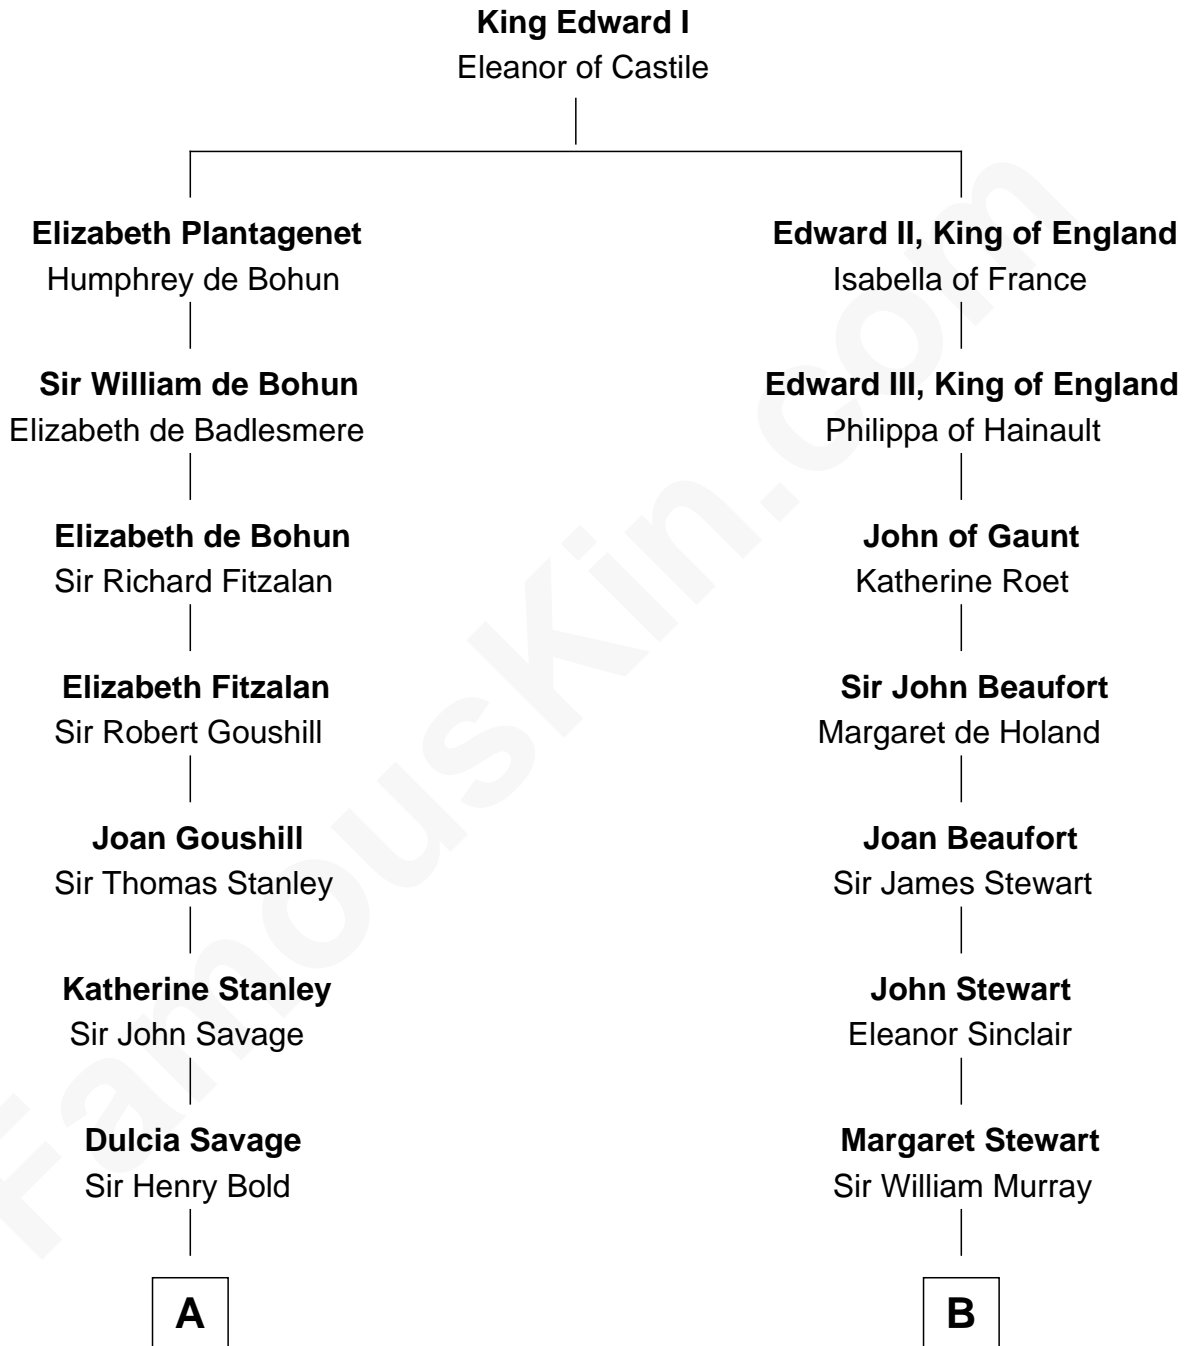 King Edward I
Eleanor of Castile
Elizabeth Plantagenet
Humphrey de Bohun
Edward II, King of England
Isabella of France
Sir William de Bohun
Elizabeth de Badlesmere
Edward III, King of England
Philippa of Hainault
Elizabeth de Bohun
Sir Richard Fitzalan
John of Gaunt
Katherine Roet
Elizabeth Fitzalan
Sir Robert Goushill
Sir John Beaufort
Margaret de Holand
Joan Goushill
Sir Thomas Stanley
Joan Beaufort
Sir James Stewart
Katherine Stanley
Sir John Savage
John Stewart
Eleanor Sinclair
Dulcia Savage
Sir Henry Bold
Margaret Stewart
Sir William Murray
A
B
FamousKin.com